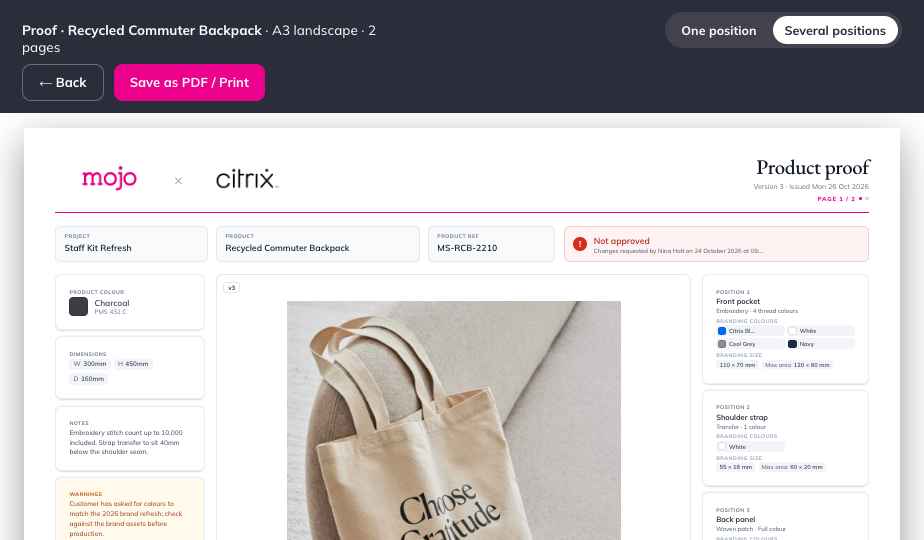 Proof · Recycled Commuter Backpack · A3 landscape · 2
pages
One position
Several positions
← Back
Save as PDF / Print
mojo
×
citrix
Product proof
Version 3 · Issued Mon 26 Oct 2026
PAGE 1 / 2
PROJECT
Staff Kit Refresh
PRODUCT
Recycled Commuter Backpack
PRODUCT REF
MS-RCB-2210
Not approved
Changes requested by Nina Holt on 24 October 2026 at 09:…
PRODUCT COLOUR
Charcoal
PMS 432 C
DIMENSIONS
W 300mm
H 450mm
D 160mm
NOTES
Embroidery stitch count up to 10,000
included. Strap transfer to sit 40mm
below the shoulder seam.
WARNINGS
Customer has asked for colours to
match the 2026 brand refresh; check
against the brand assets before
production.
v3
Choose
Gratitude
POSITION 1
Front pocket
Embroidery · 4 thread colours
BRANDING COLOURS
Citrix Bl…
White
Cool Grey
Navy
BRANDING SIZE
110 × 70 mm
Max area 120 × 80 mm
POSITION 2
Shoulder strap
Transfer · 1 colour
BRANDING COLOURS
White
BRANDING SIZE
55 × 18 mm
Max area 60 × 20 mm
POSITION 3
Back panel
Woven patch · Full colour
BRANDING COLOURS